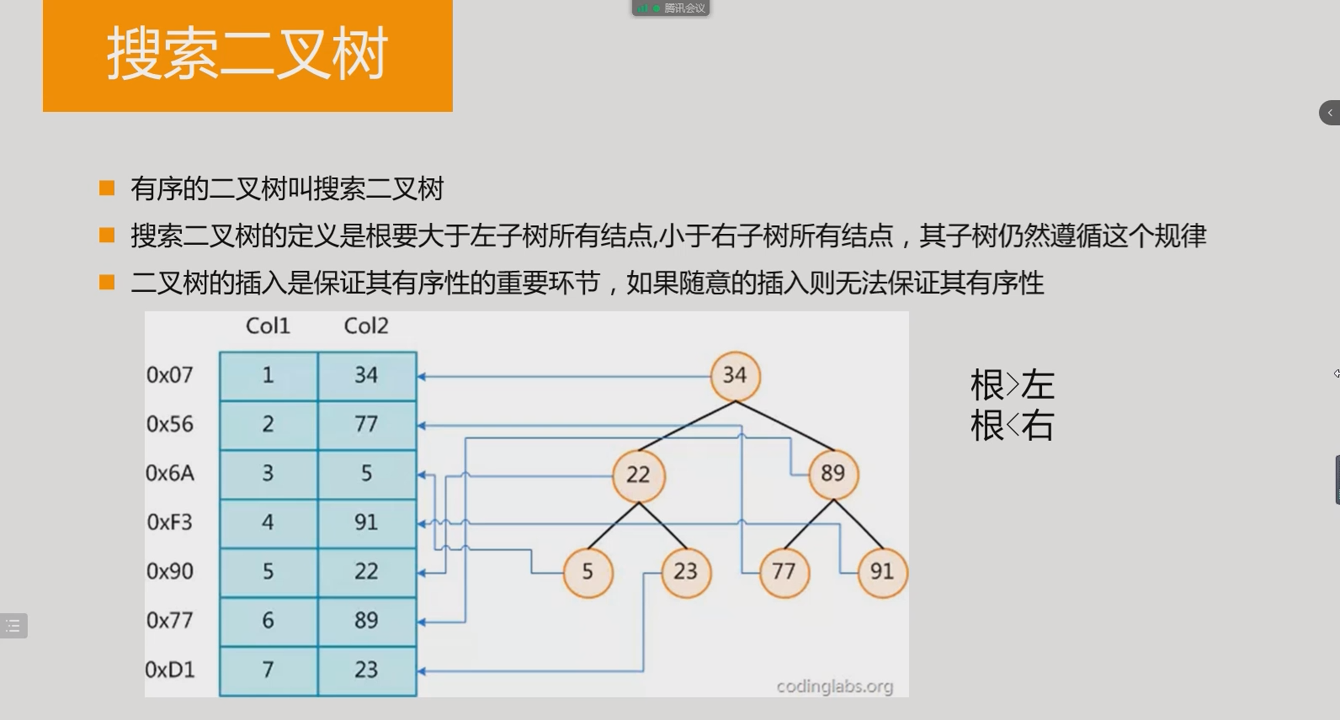 腾讯会议
搜索二叉树
有序的二叉树叫搜索二叉树
搜索二叉树的定义是根要大于左子树所有结点,小于右子树所有结点，其子树仍然遵循这个规律
二叉树的插入是保证其有序性的重要环节，如果随意的插入则无法保证其有序性
Col1 Col2
0x07 1 34
0x56 2 77
0x6A 3 5
0xF3 4 91
0x90 5 22
0x77 6 89
0xD1 7 23
34
22 89
5 23 77 91
codinglabs.org
根>左
根<右